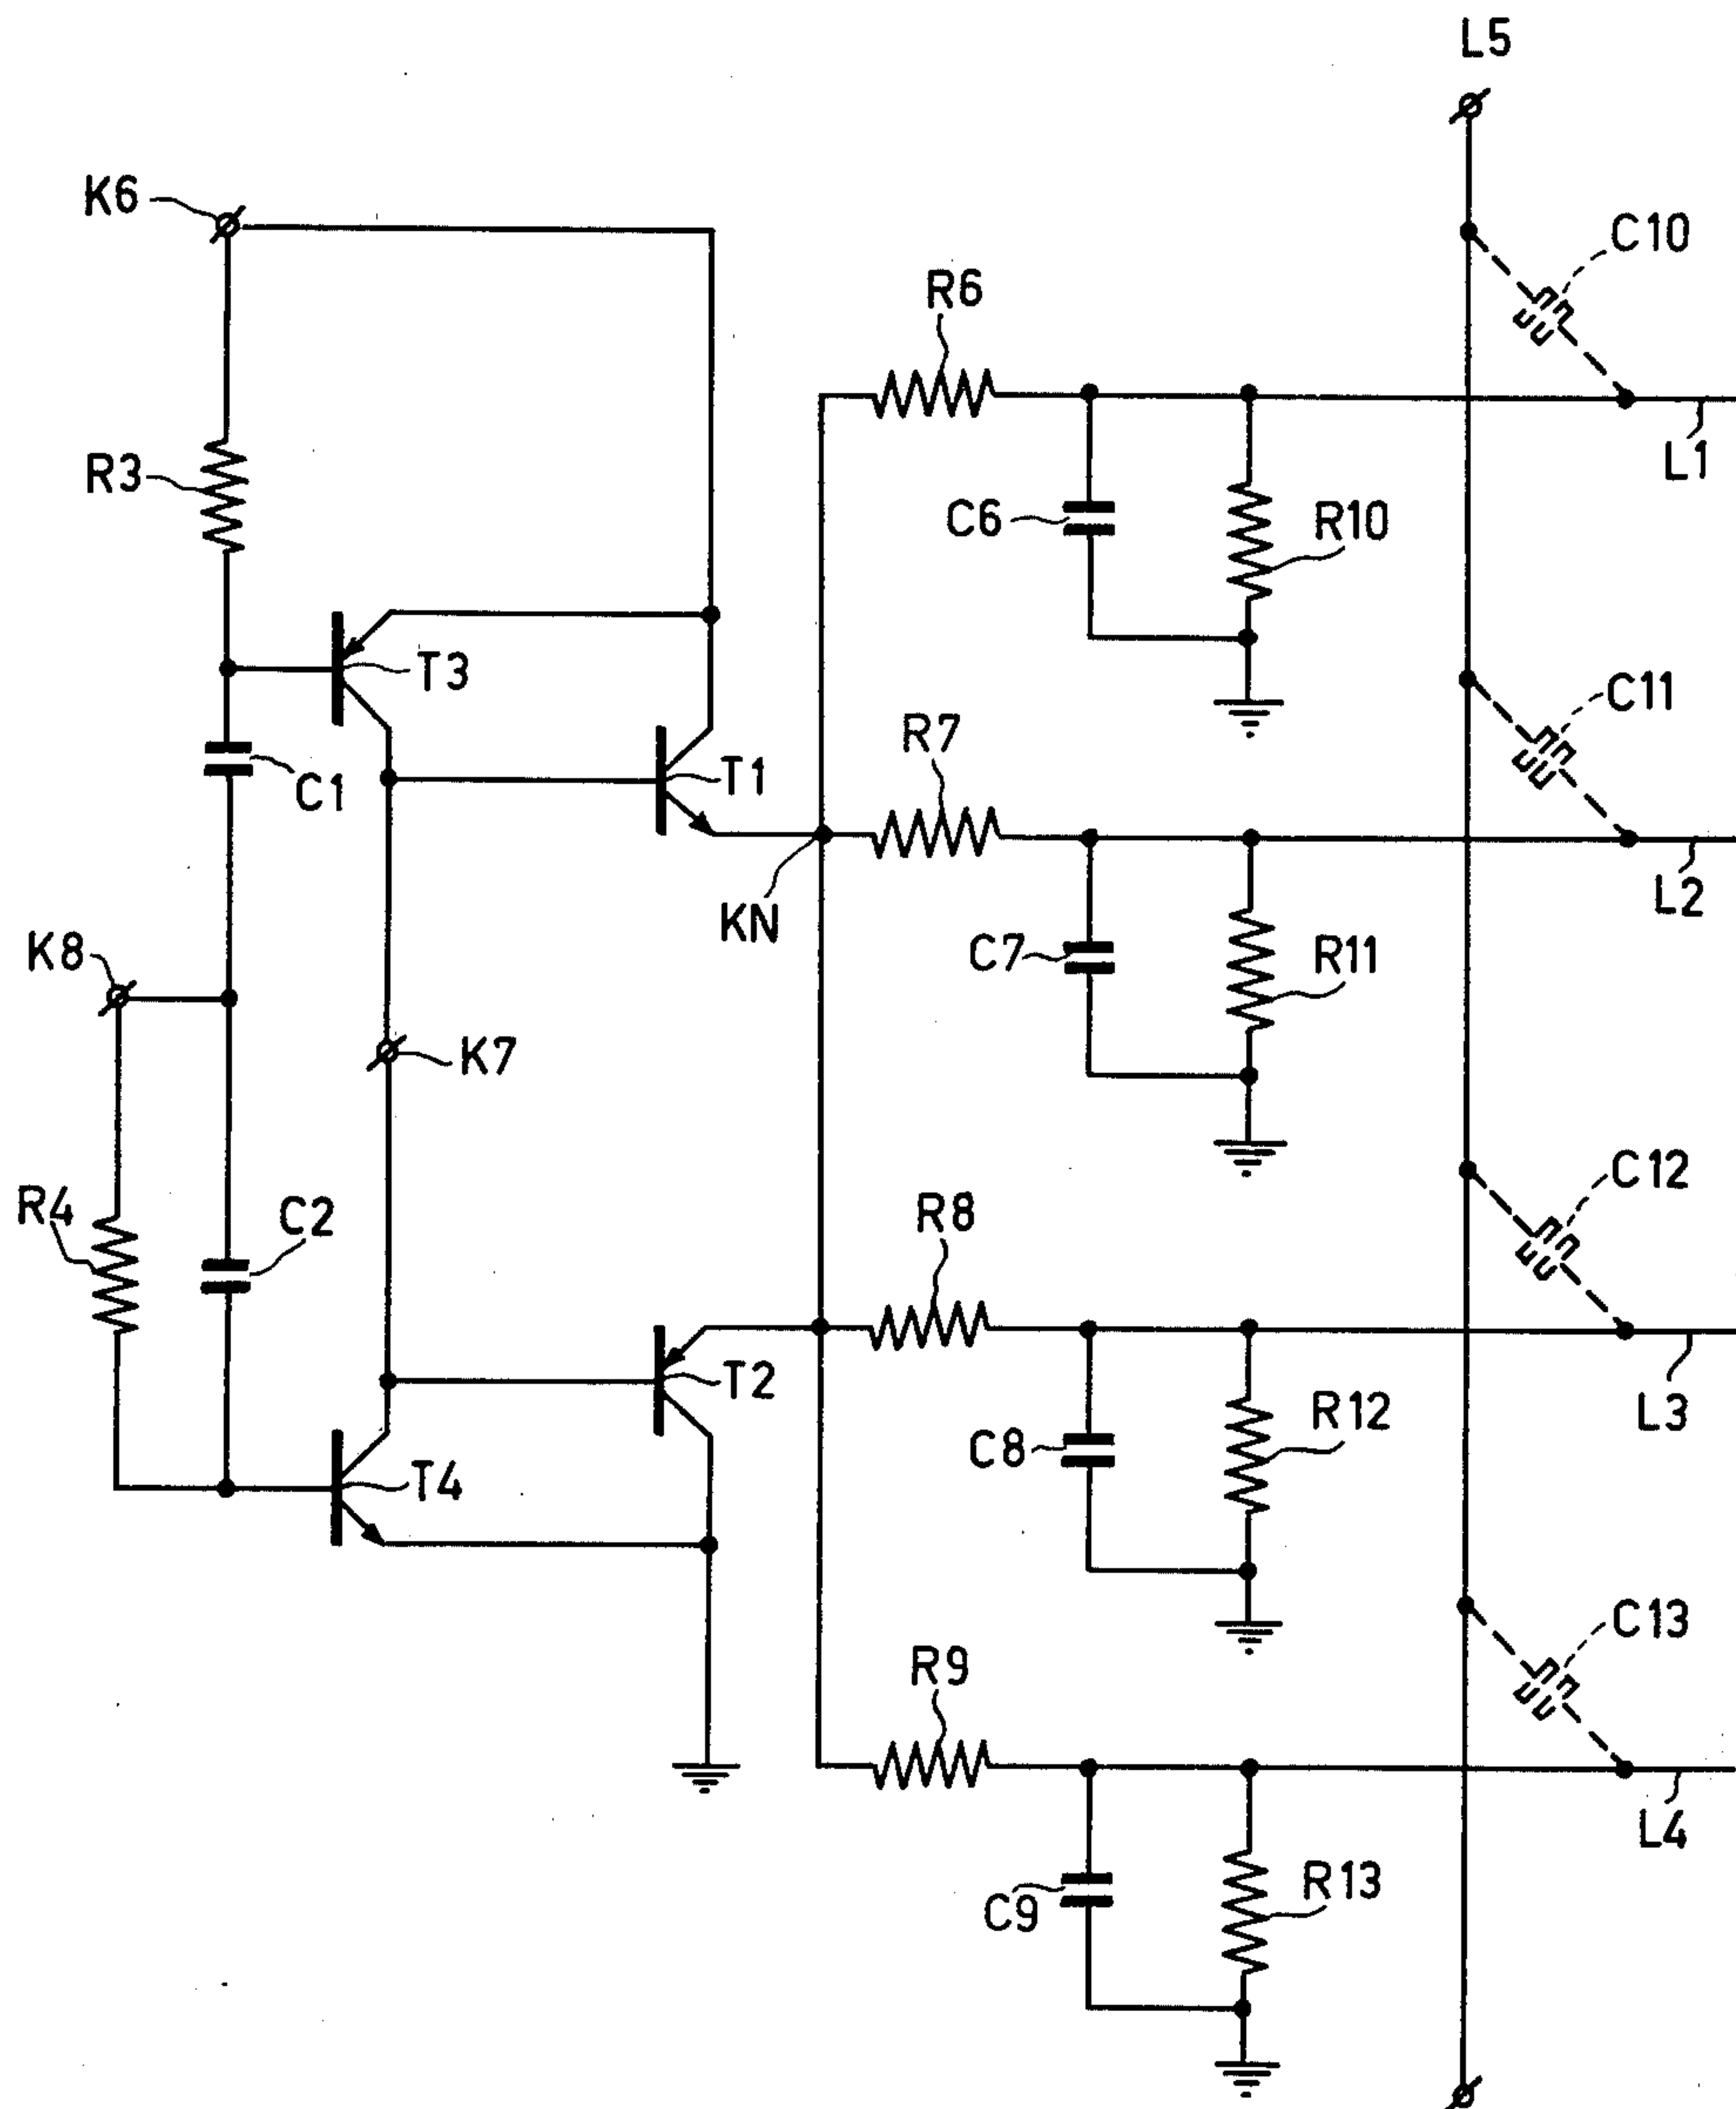 L5
K6
C10
R6
R3
L1
C6
R10
T3
C11
R7
T1
C1
L2
KN
K8
C7
R11
K7
C12
R4
C2
R8
T2
L3
R12
C8
T4
C13
R9
L4
R13
C9